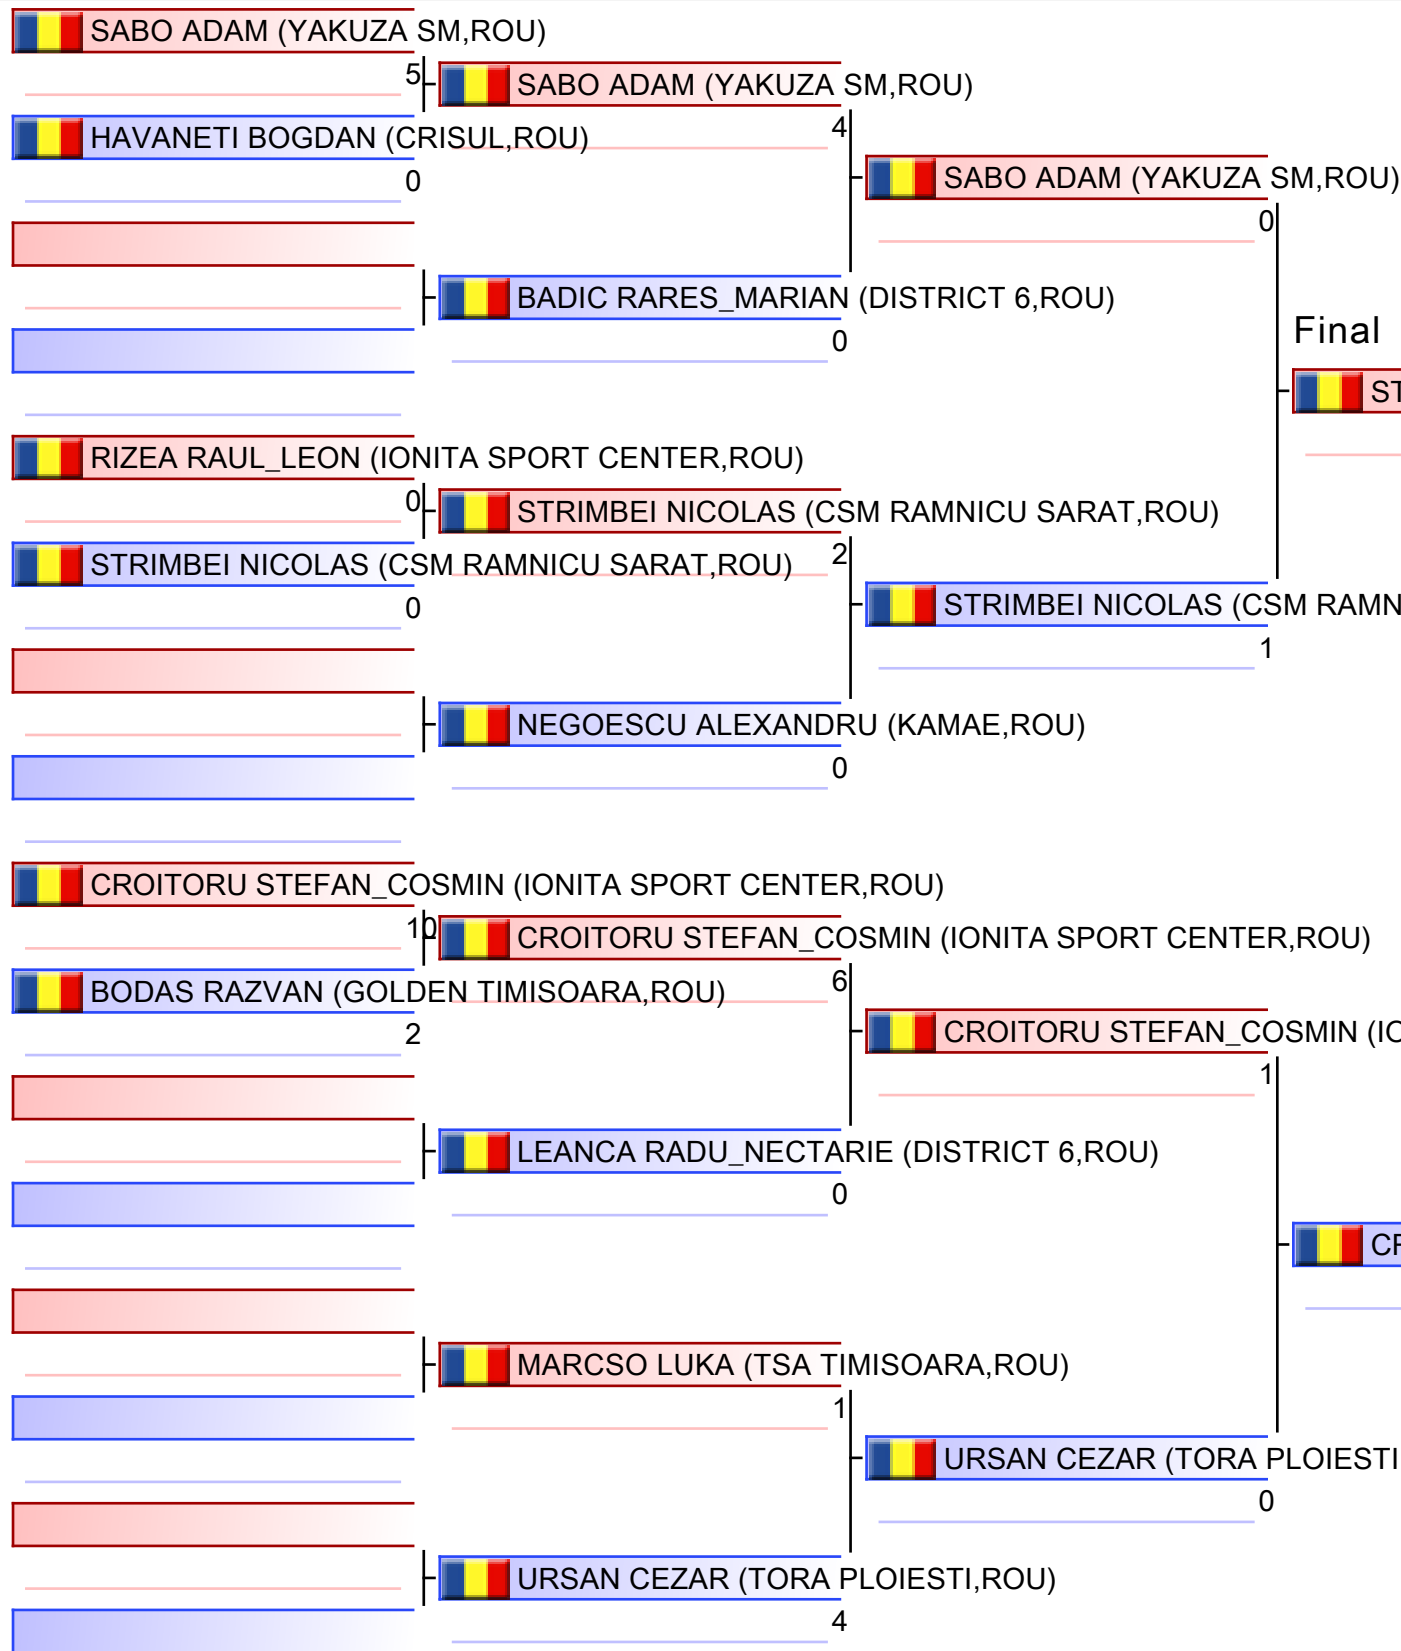 SABO ADAM (YAKUZA SM,ROU)
5
SABO ADAM (YAKUZA SM,ROU)
HAVANETI BOGDAN (CRISUL,ROU)
4
0
SABO ADAM (YAKUZA SM,ROU)
0
BADIC RARES_MARIAN (DISTRICT 6,ROU)
0
Final
ST
RIZEA RAUL_LEON (IONITA SPORT CENTER,ROU)
0
STRIMBEI NICOLAS (CSM RAMNICU SARAT,ROU)
STRIMBEI NICOLAS (CSM RAMNICU SARAT,ROU)
2
0
STRIMBEI NICOLAS (CSM RAMN
1
NEGOESCU ALEXANDRU (KAMAE,ROU)
0
CROITORU STEFAN_COSMIN (IONITA SPORT CENTER,ROU)
10
CROITORU STEFAN_COSMIN (IONITA SPORT CENTER,ROU)
BODAS RAZVAN (GOLDEN TIMISOARA,ROU)
6
2
CROITORU STEFAN_COSMIN (IO
1
LEANCA RADU_NECTARIE (DISTRICT 6,ROU)
0
CR
MARCSO LUKA (TSA TIMISOARA,ROU)
1
URSAN CEZAR (TORA PLOIESTI
0
URSAN CEZAR (TORA PLOIESTI,ROU)
4